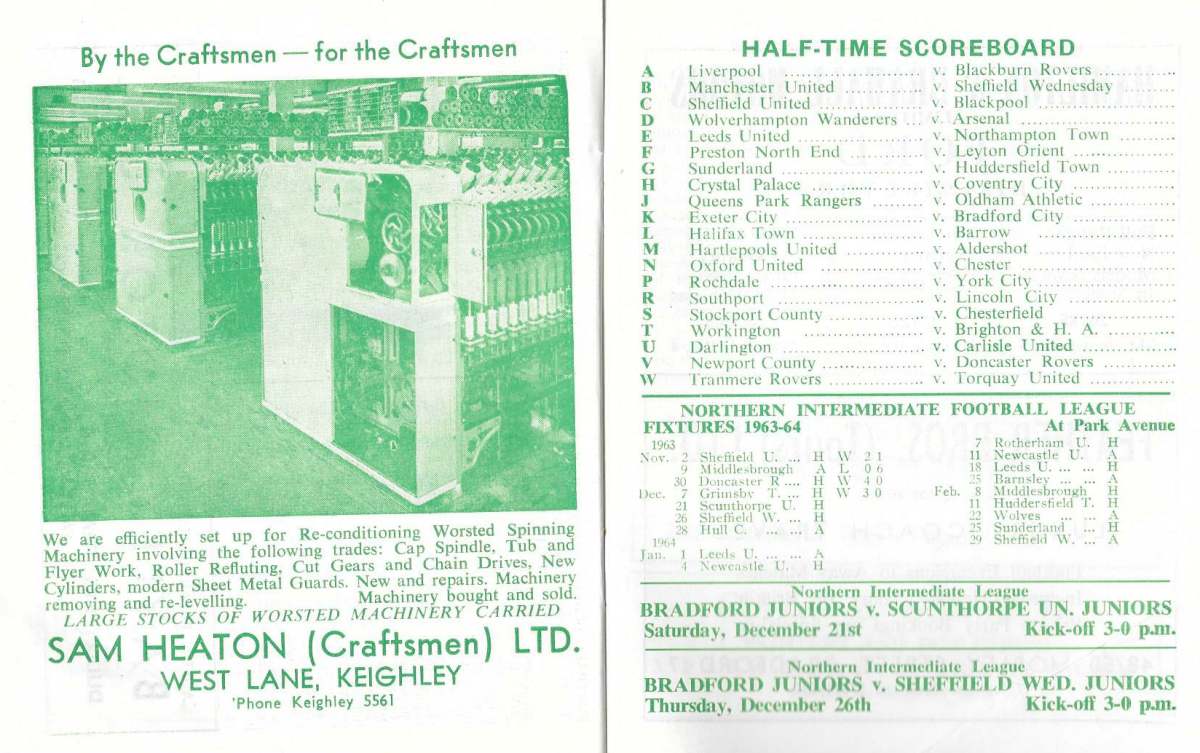 By the Craftsmen — for the Craftsmen
We are efficiently set up for Re-conditioning Worsted Spinning
Machinery involving the following trades: Cap Spindle, Tub and
Flyer Work, Roller Refluting, Cut Gears and Chain Drives, New
Cylinders, modern Sheet Metal Guards. New and repairs. Machinery
removing and re-levelling. Machinery bought and sold.
LARGE STOCKS OF WORSTED MACHINERY CARRIED
SAM HEATON (Craftsmen) LTD.
WEST LANE, KEIGHLEY
'Phone Keighley 5561
HALF-TIME SCOREBOARD
A Liverpool ........ v. Blackburn Rovers ........
B Manchester United ........ v. Sheffield Wednesday ........
C Sheffield United ........ v. Blackpool ........
D Wolverhampton Wanderers ........ v. Arsenal ........
E Leeds United ........ v. Northampton Town ........
F Preston North End ........ v. Leyton Orient ........
G Sunderland ........ v. Huddersfield Town ........
H Crystal Palace ........ v. Coventry City ........
J Queens Park Rangers ........ v. Oldham Athletic ........
K Exeter City ........ v. Bradford City ........
L Halifax Town ........ v. Barrow ........
M Hartlepools United ........ v. Aldershot ........
N Oxford United ........ v. Chester ........
P Rochdale ........ v. York City ........
R Southport ........ v. Lincoln City ........
S Stockport County ........ v. Chesterfield ........
T Workington ........ v. Brighton & H. A. ........
U Darlington ........ v. Carlisle United ........
V Newport County ........ v. Doncaster Rovers ........
W Tranmere Rovers ........ v. Torquay United ........
NORTHERN INTERMEDIATE FOOTBALL LEAGUE
FIXTURES 1963-64 At Park Avenue
1963
Nov. 2 Sheffield U. ... H W 2 1
9 Middlesbrough A L 0 6
30 Doncaster R .... H W 4 0
Dec. 7 Grimsby T. ... H W 3 0
21 Scunthorpe U. H
26 Sheffield W. ... H
28 Hull C. ... ... A
1964
Jan. 1 Leeds U. ... ... A
4 Newcastle U. H
7 Rotherham U. H
11 Newcastle U. A
18 Leeds U. ... ... H
25 Barnsley ... ... A
Feb. 8 Middlesbrough H
11 Huddersfield T. H
22 Wolves ... ... A
25 Sunderland ... A
29 Sheffield W. ... A
Northern Intermediate League
BRADFORD JUNIORS v. SCUNTHORPE UN. JUNIORS
Saturday, December 21st Kick-off 3-0 p.m.
Northern Intermediate League
BRADFORD JUNIORS v. SHEFFIELD WED. JUNIORS
Thursday, December 26th Kick-off 3-0 p.m.